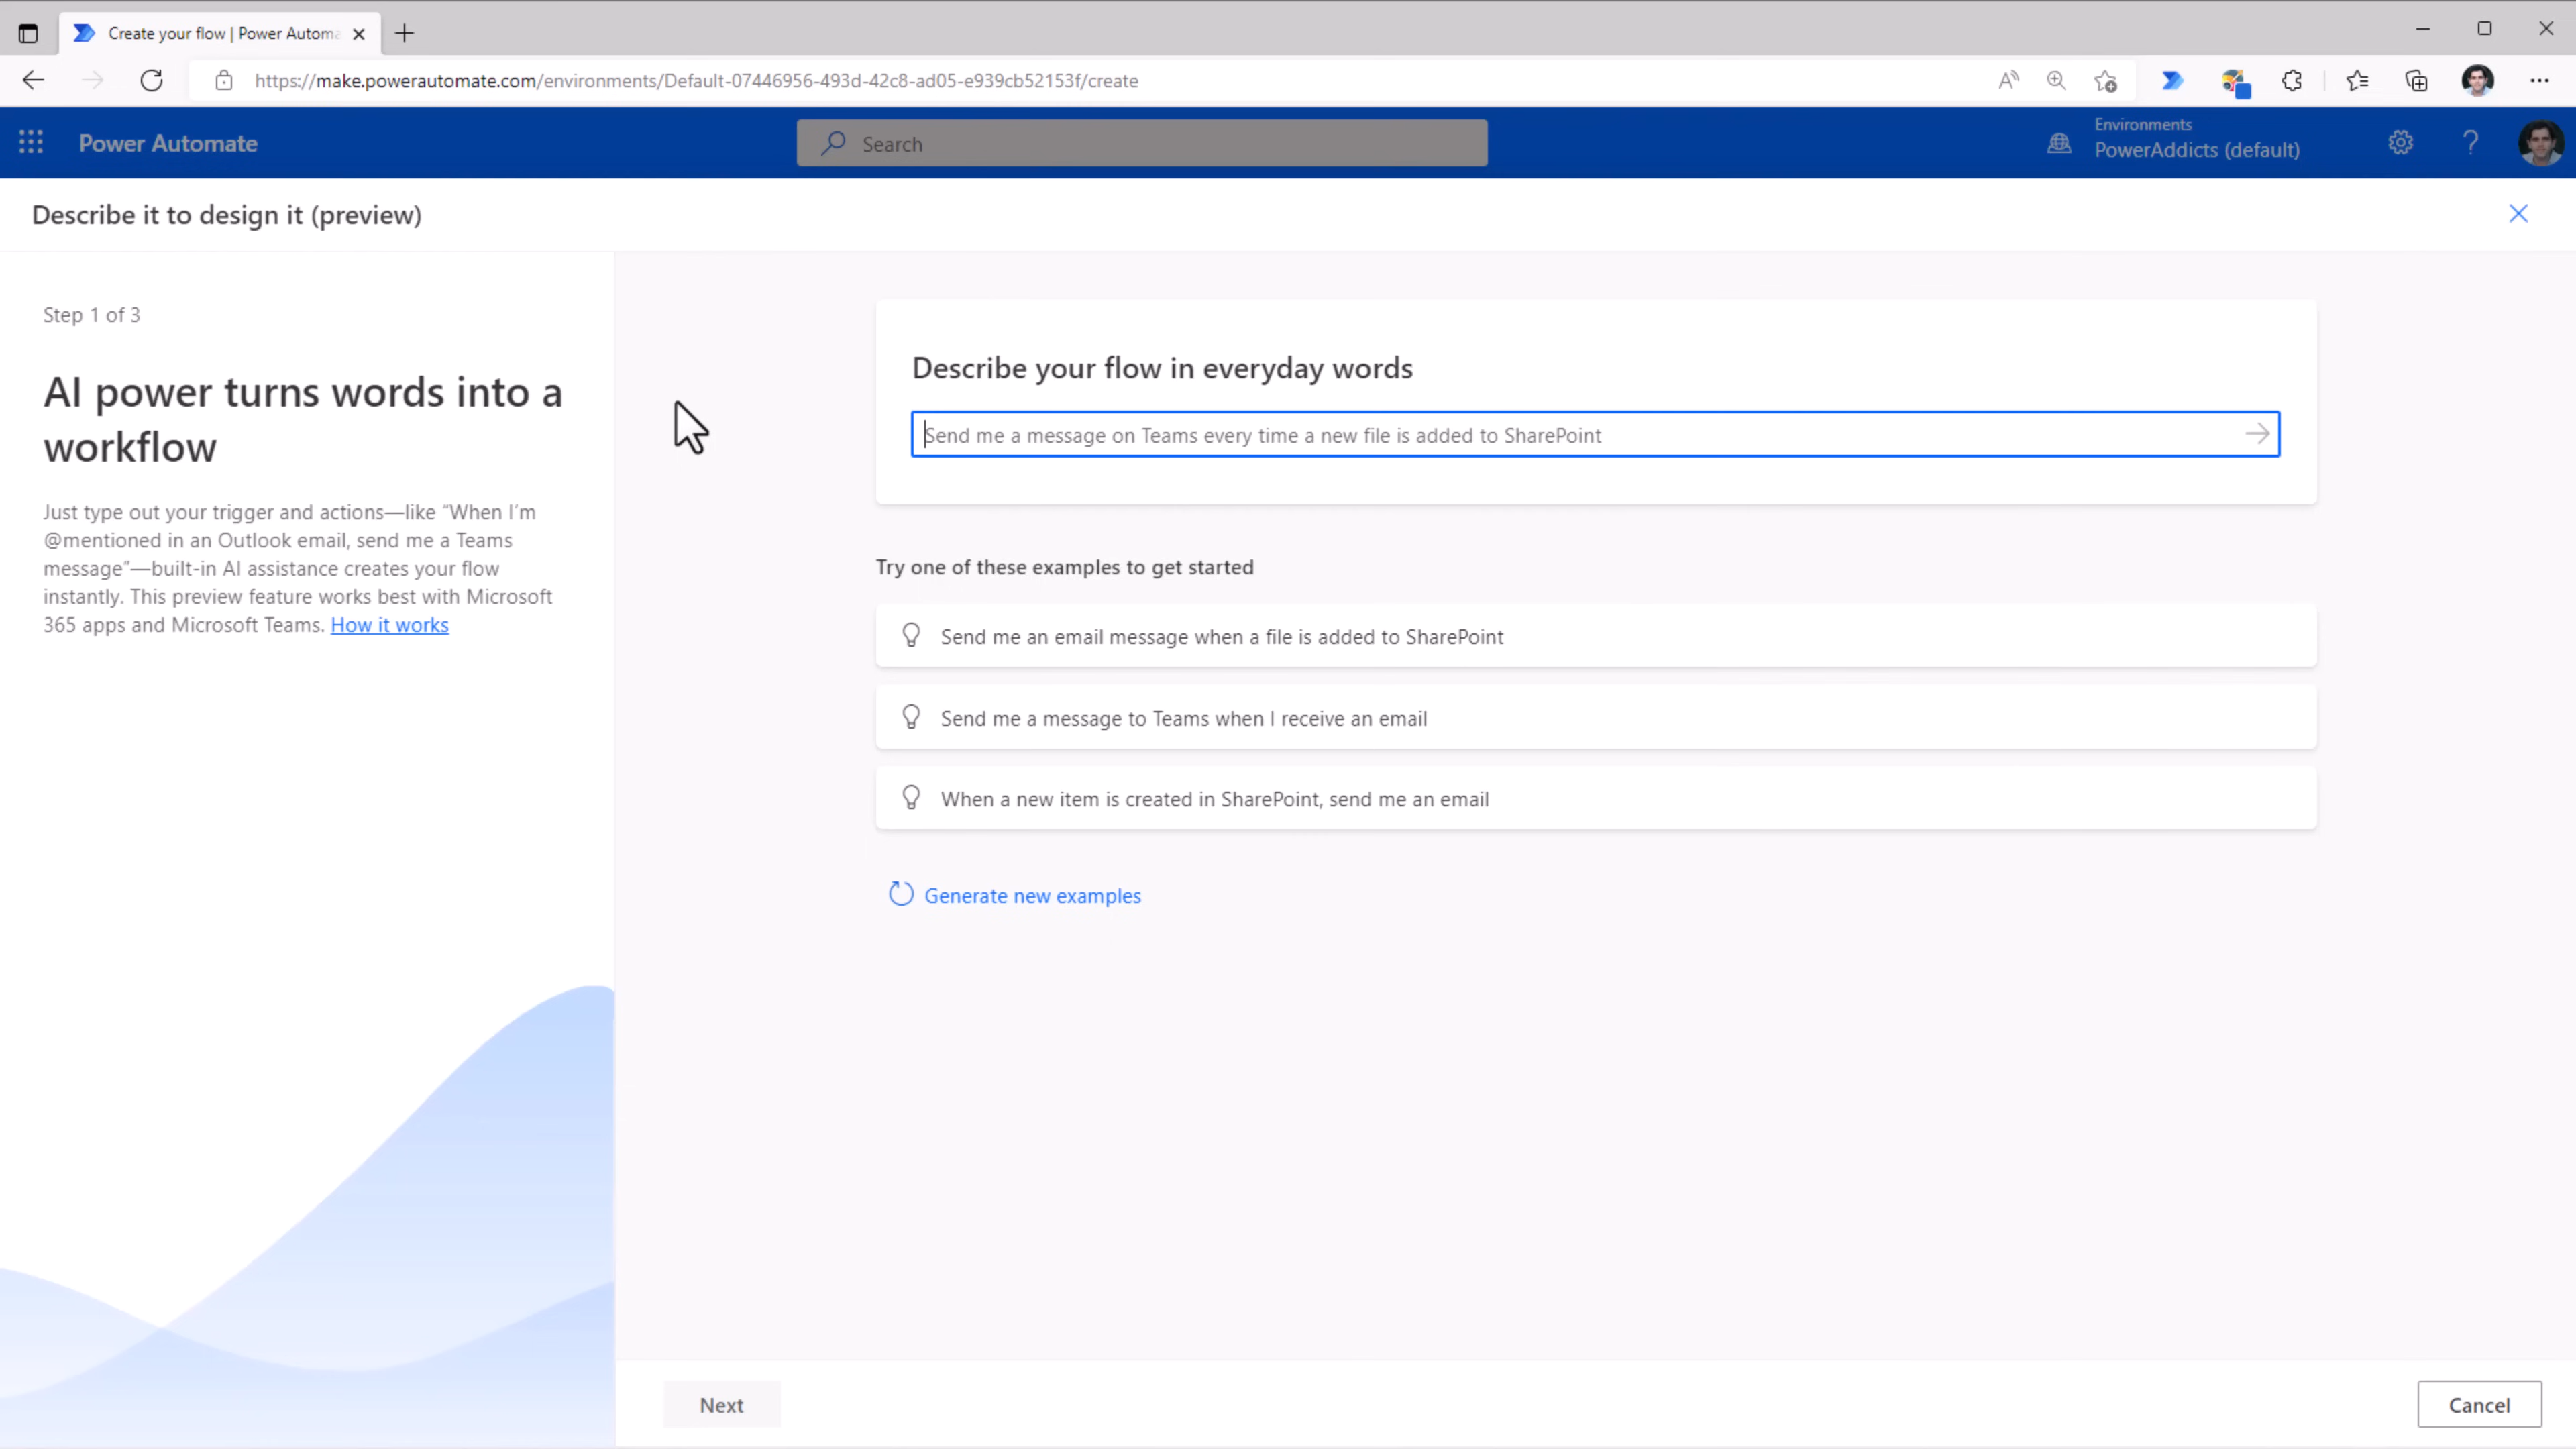 Create your flow | Power Automa
https://make.powerautomate.com/environments/Default-07446956-493d-42c8-ad05-e939cb52153f/create
Power Automate
Search
Environments
PowerAddicts (default)
Describe it to design it (preview)
Step 1 of 3
AI power turns words into a
workflow
Just type out your trigger and actions—like “When I’m
@mentioned in an Outlook email, send me a Teams
message”—built-in AI assistance creates your flow
instantly. This preview feature works best with Microsoft
365 apps and Microsoft Teams. How it works
Describe your flow in everyday words
Send me a message on Teams every time a new file is added to SharePoint
Try one of these examples to get started
Send me an email message when a file is added to SharePoint
Send me a message to Teams when I receive an email
When a new item is created in SharePoint, send me an email
Generate new examples
Next
Cancel